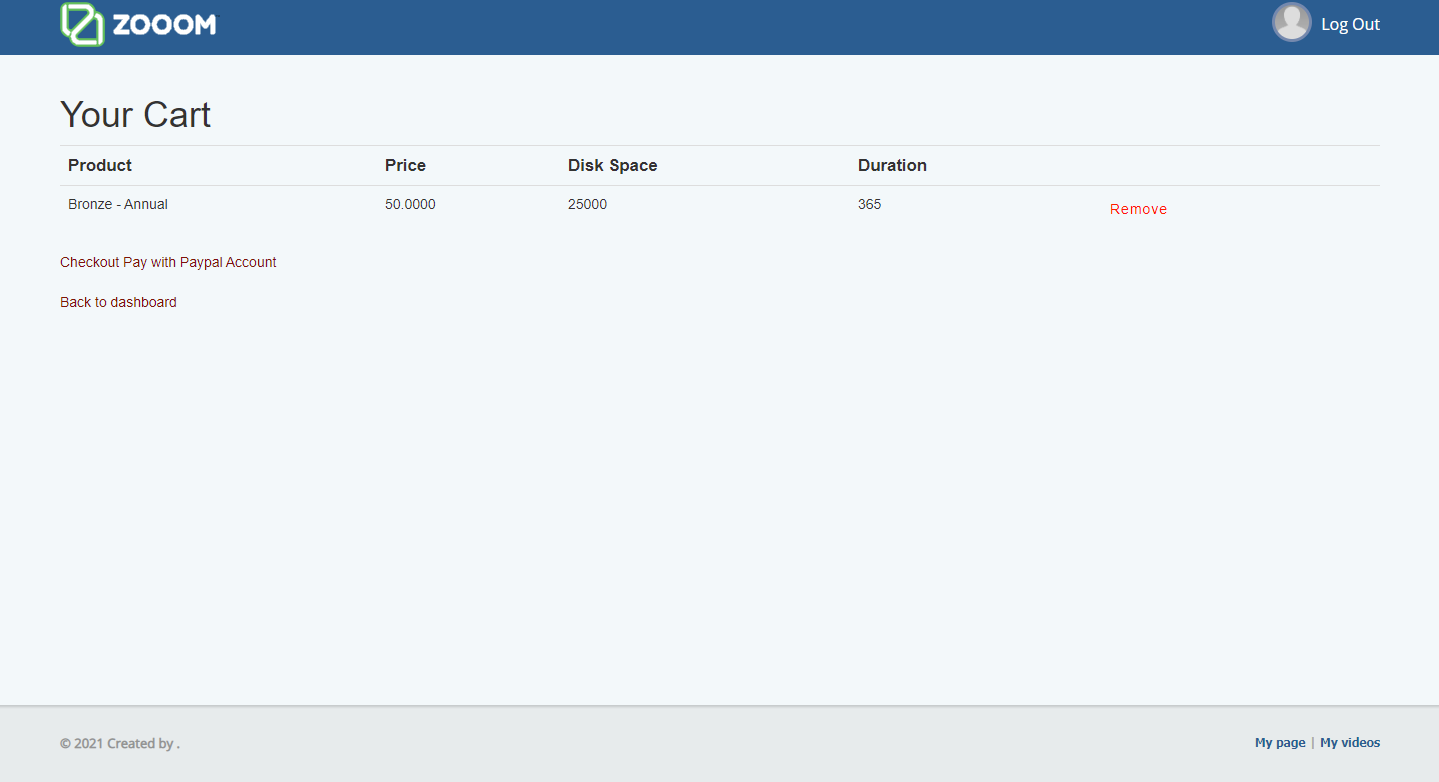 ZOOOM
Log Out
Your Cart
Product Price Disk Space Duration
Bronze - Annual 50.0000 25000 365 Remove
Checkout Pay with Paypal Account
Back to dashboard
© 2021 Created by .
My page | My videos